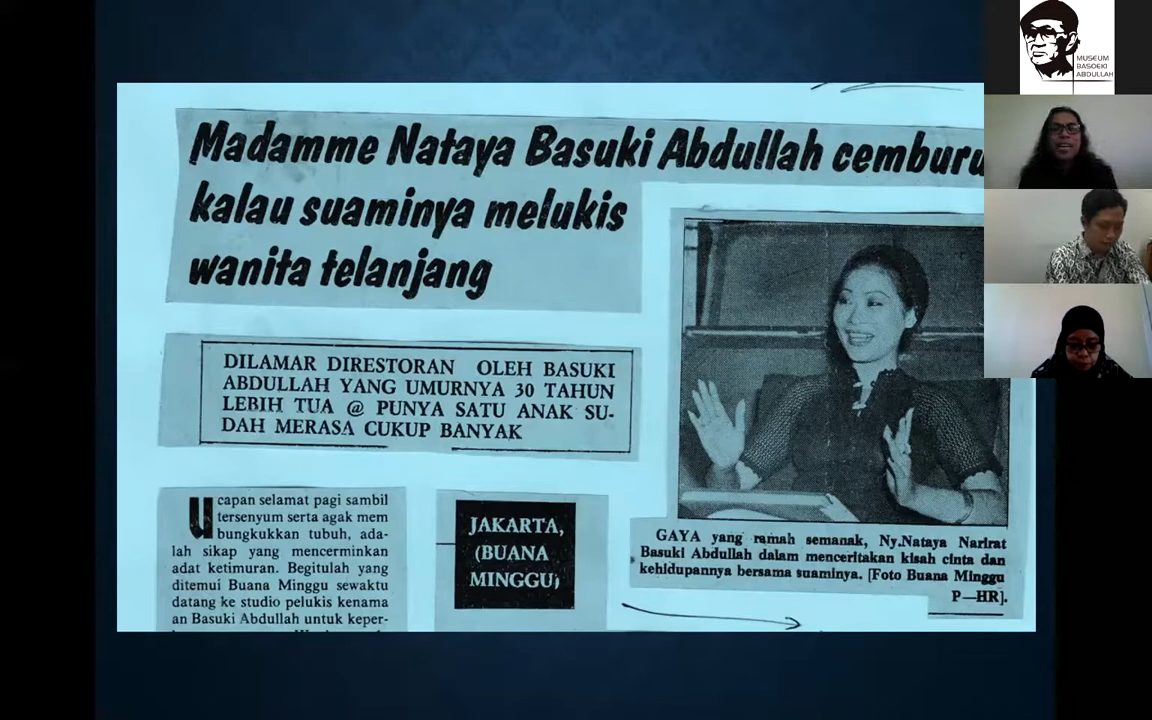 MUSEUM
BASOEKI
ABDULLAH
Madamme Nataya Basuki Abdullah cemburu
kalau suaminya melukis
wanita telanjang
DILAMAR DIRESTORAN OLEH BASUKI
ABDULLAH YANG UMURNYA 30 TAHUN
LEBIH TUA @ PUNYA SATU ANAK SU-
DAH MERASA CUKUP BANYAK
Ucapan selamat pagi sambil
tersenyum serta agak mem
bungkukkan tubuh, ada-
lah sikap yang mencerminkan
adat ketimuran. Begitulah yang
ditemui Buana Minggu sewaktu
datang ke studio pelukis kenama
an Basuki Abdullah untuk keper-
JAKARTA,
(BUANA
MINGGU)
GAYA yang ramah semanak, Ny.Nataya Narirat
Basuki Abdullah dalam menceritakan kisah cinta dan
kehidupannya bersama suaminya. [Foto Buana Minggu
P—HR].